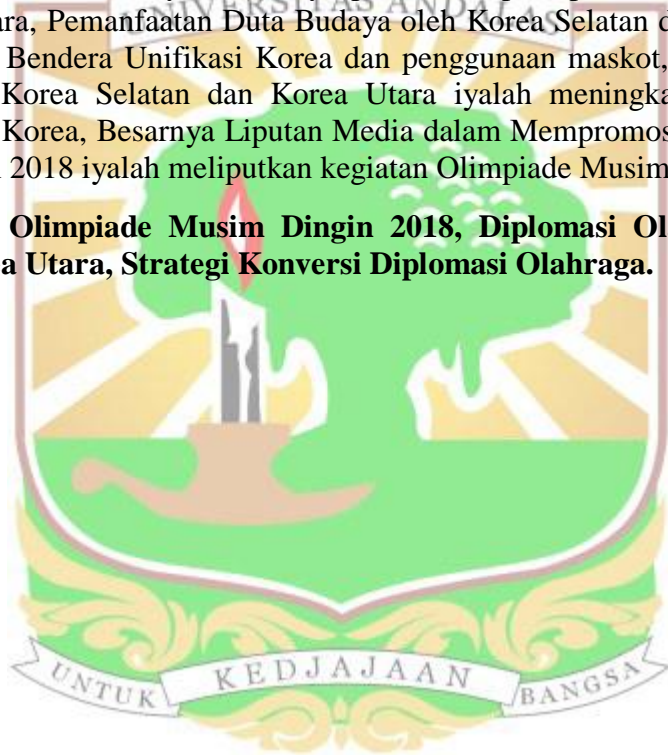 ara, Pemanfaatan Duta Budaya oleh Korea Selatan d
UNIVERSITAS ANDALAS
Bendera Unifikasi Korea dan penggunaan maskot,
Korea Selatan dan Korea Utara iyalah meningka
Korea, Besarnya Liputan Media dalam Mempromos
2018 iyalah meliputkan kegiatan Olimpiade Musim
Olimpiade Musim Dingin 2018, Diplomasi Ol
a Utara, Strategi Konversi Diplomasi Olahraga.
UNTUK KEDJAJAAN BANGSA